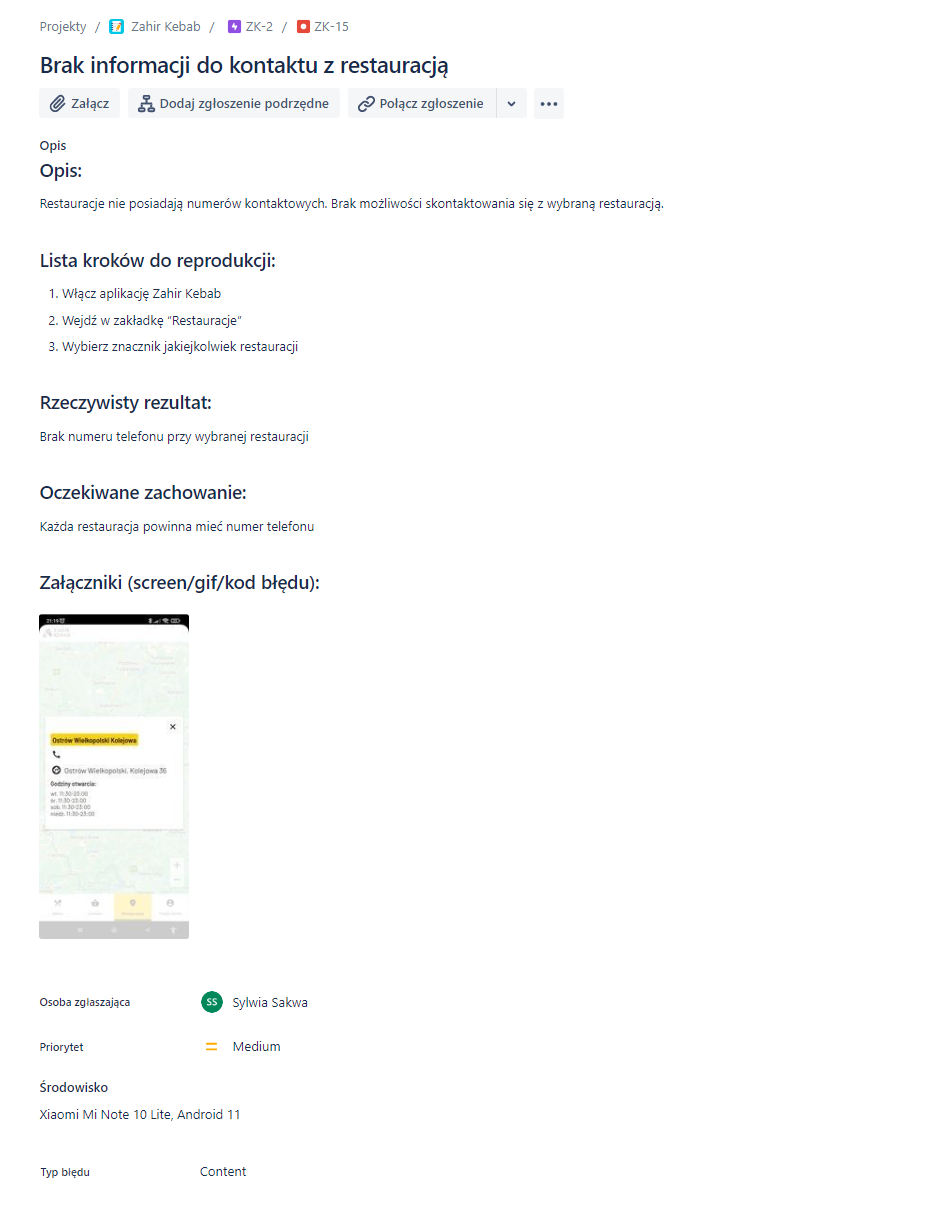 Projekty / Zahir Kebab / ZK-2 / ZK-15
Brak informacji do kontaktu z restauracją
Załącz Dodaj zgłoszenie podrzędne Połącz zgłoszenie
Opis
Opis:
Restauracje nie posiadają numerów kontaktowych. Brak możliwości skontaktowania się z wybraną restauracją.
Lista kroków do reprodukcji:
1. Włącz aplikację Zahir Kebab
2. Wejdź w zakładkę “Restauracje”
3. Wybierz znacznik jakiejkolwiek restauracji
Rzeczywisty rezultat:
Brak numeru telefonu przy wybranej restauracji
Oczekiwane zachowanie:
Każda restauracja powinna mieć numer telefonu
Załączniki (screen/gif/kod błędu):
Ostrów Wielkopolski Kolejowa
Ostrów Wielkopolski, Kolejowa 36
Godziny otwarcia:
wt. 11:30-23:00
śr. 11:30-23:00
sob. 11:30-23:00
niedz. 11:30-23:00
Osoba zgłaszająca SS Sylwia Sakwa
Priorytet Medium
Środowisko
Xiaomi Mi Note 10 Lite, Android 11
Typ błędu Content